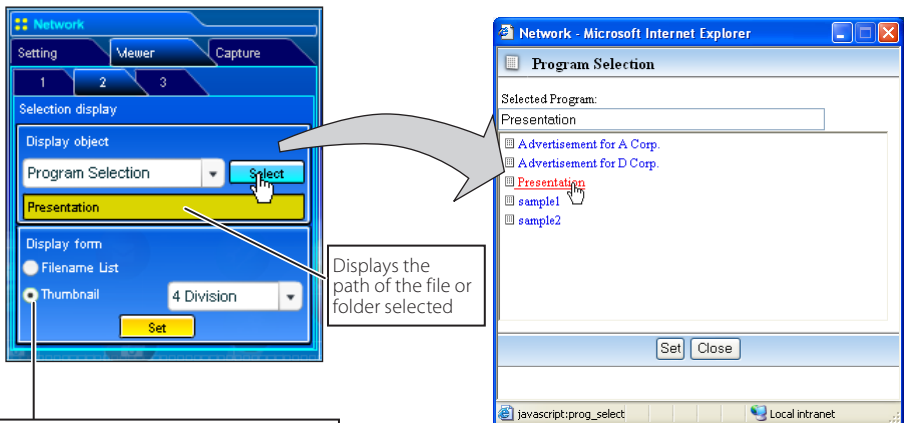 Network
Setting
Viewer
Capture
1
2
3
Selection display
Display object
Program Selection
Select
Presentation
Display form
Filename List
Thumbnail
4 Division
Set
Displays the
path of the file or
folder selected
Network - Microsoft Internet Explorer
Program Selection
Selected Program:
Presentation
Advertisement for A Corp.
Advertisement for D Corp.
Presentation
sample1
sample2
Set
Close
javascript:prog_select
Local intranet